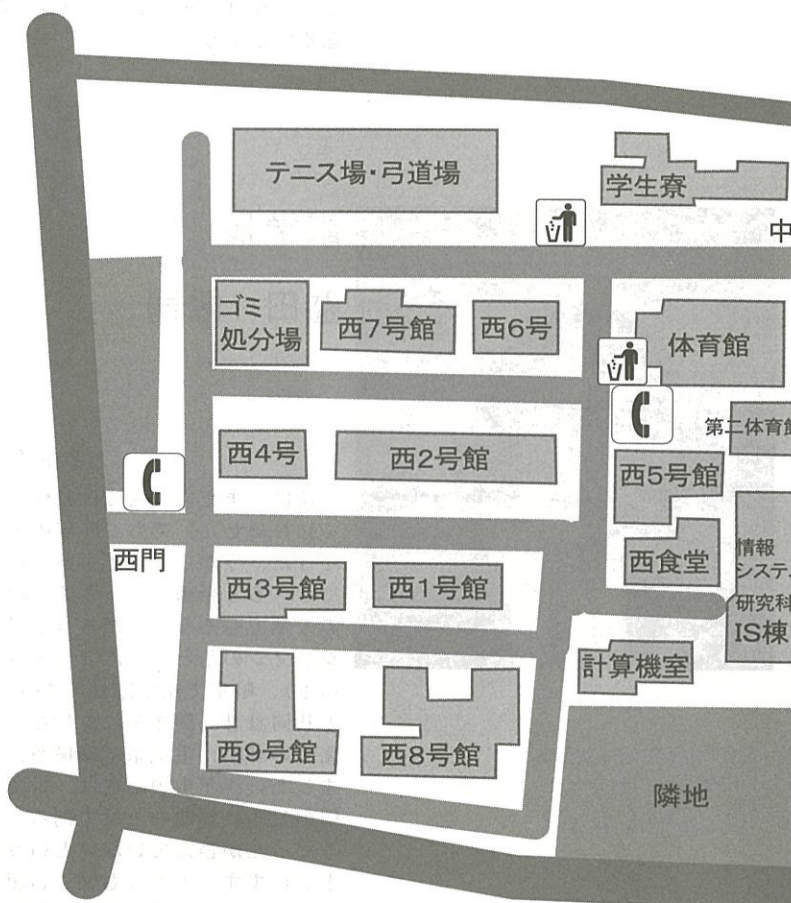 テニス場・弓道場
学生寮
中
ゴミ
処分場
西7号館
西6号
体育館
第二体育館
西4号
西2号館
西5号館
西門
西食堂
情報
システム
研究科
IS棟
西3号館
西1号館
計算機室
西9号館
西8号館
隣地